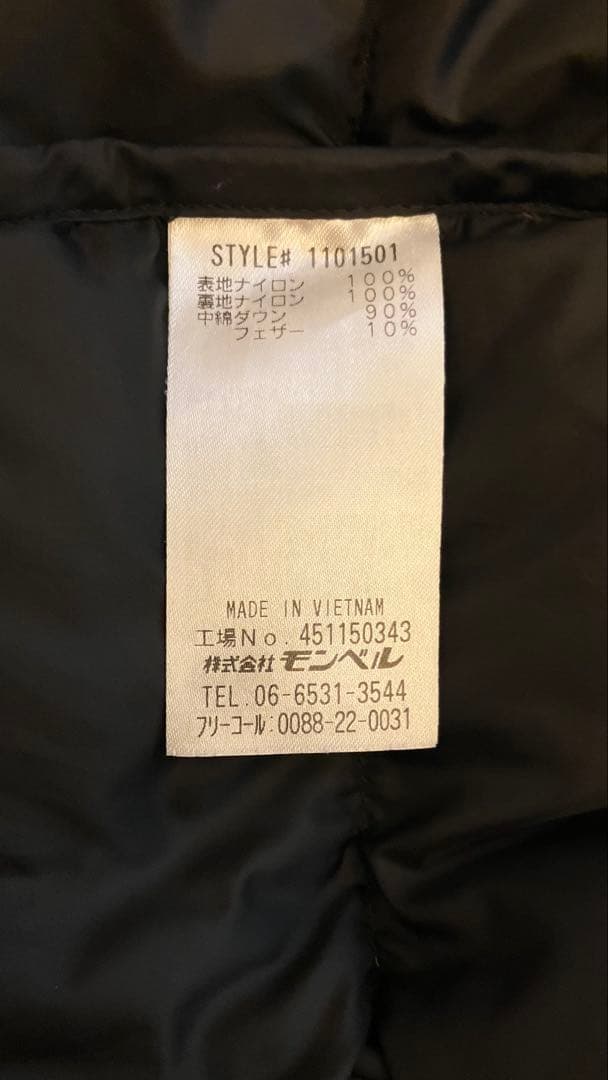 STYLE# 1101501
表地ナイロン 100%
裏地ナイロン 100%
中綿ダウン 90%
フェザー 10%
MADE IN VIETNAM
工場No. 451150343
株式会社 モンベル
TEL.06-6531-3544
フリーコール:0088-22-0031